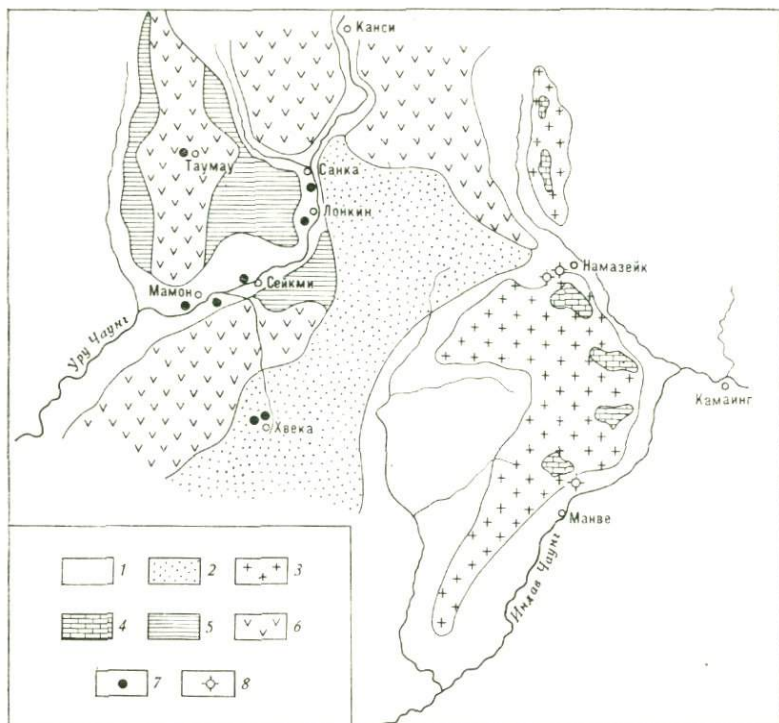 Канси
Таумау
Санка
Лонкин
Намазейк
Мамон
Сейкми
Уру Чаунг
Камаинг
Хвека
Манве
Индав Чаунг
1 2 3
4 5 6
7 8